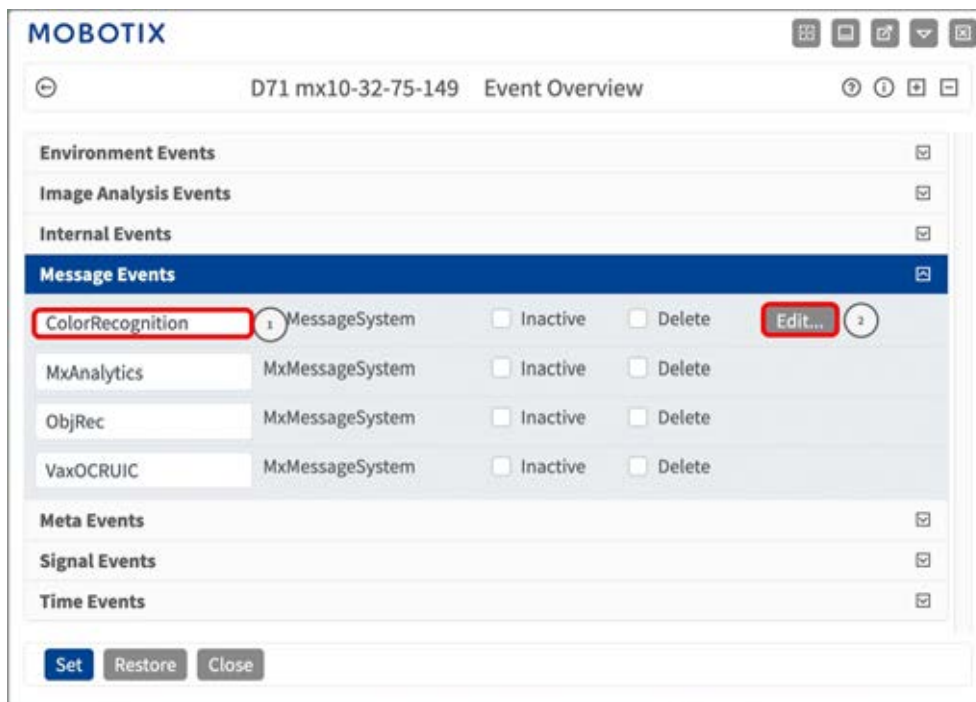 MOBOTIX
D71 mx10-32-75-149 Event Overview
Environment Events
Image Analysis Events
Internal Events
Message Events
ColorRecognition 1 MessageSystem Inactive Delete Edit... 2
MxAnalytics MxMessageSystem Inactive Delete
ObjRec MxMessageSystem Inactive Delete
VaxOCRUIC MxMessageSystem Inactive Delete
Meta Events
Signal Events
Time Events
Set Restore Close